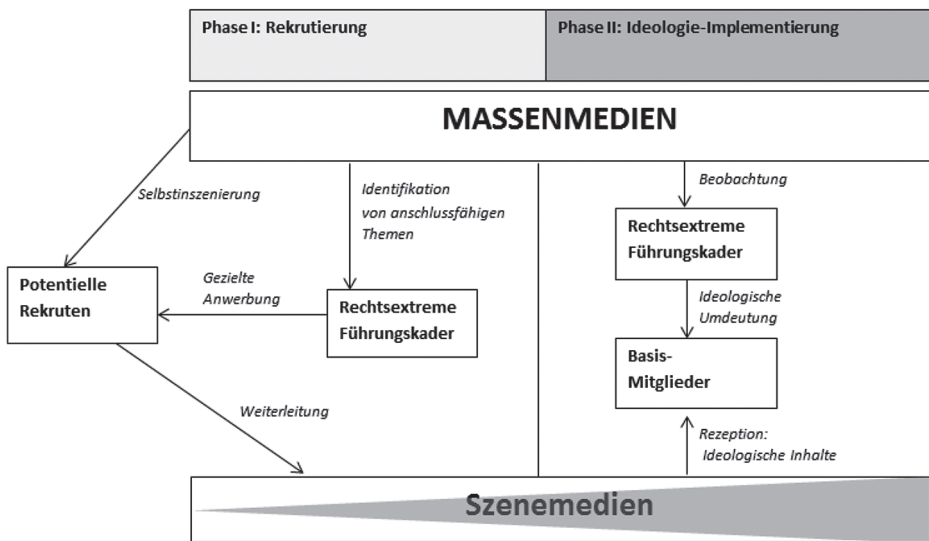 Phase I: Rekrutierung
Phase II: Ideologie-Implementierung
MASSENMEDIEN
Selbstinszenierung
Identifikation
von anschlussfähigen
Themen
Beobachtung
Rechtsextreme
Führungskader
Potentielle
Rekruten
Gezielte
Anwerbung
Rechtsextreme
Führungskader
Ideologische
Umdeutung
Basis-
Mitglieder
Weiterleitung
Rezeption:
Ideologische Inhalte
Szenemedien